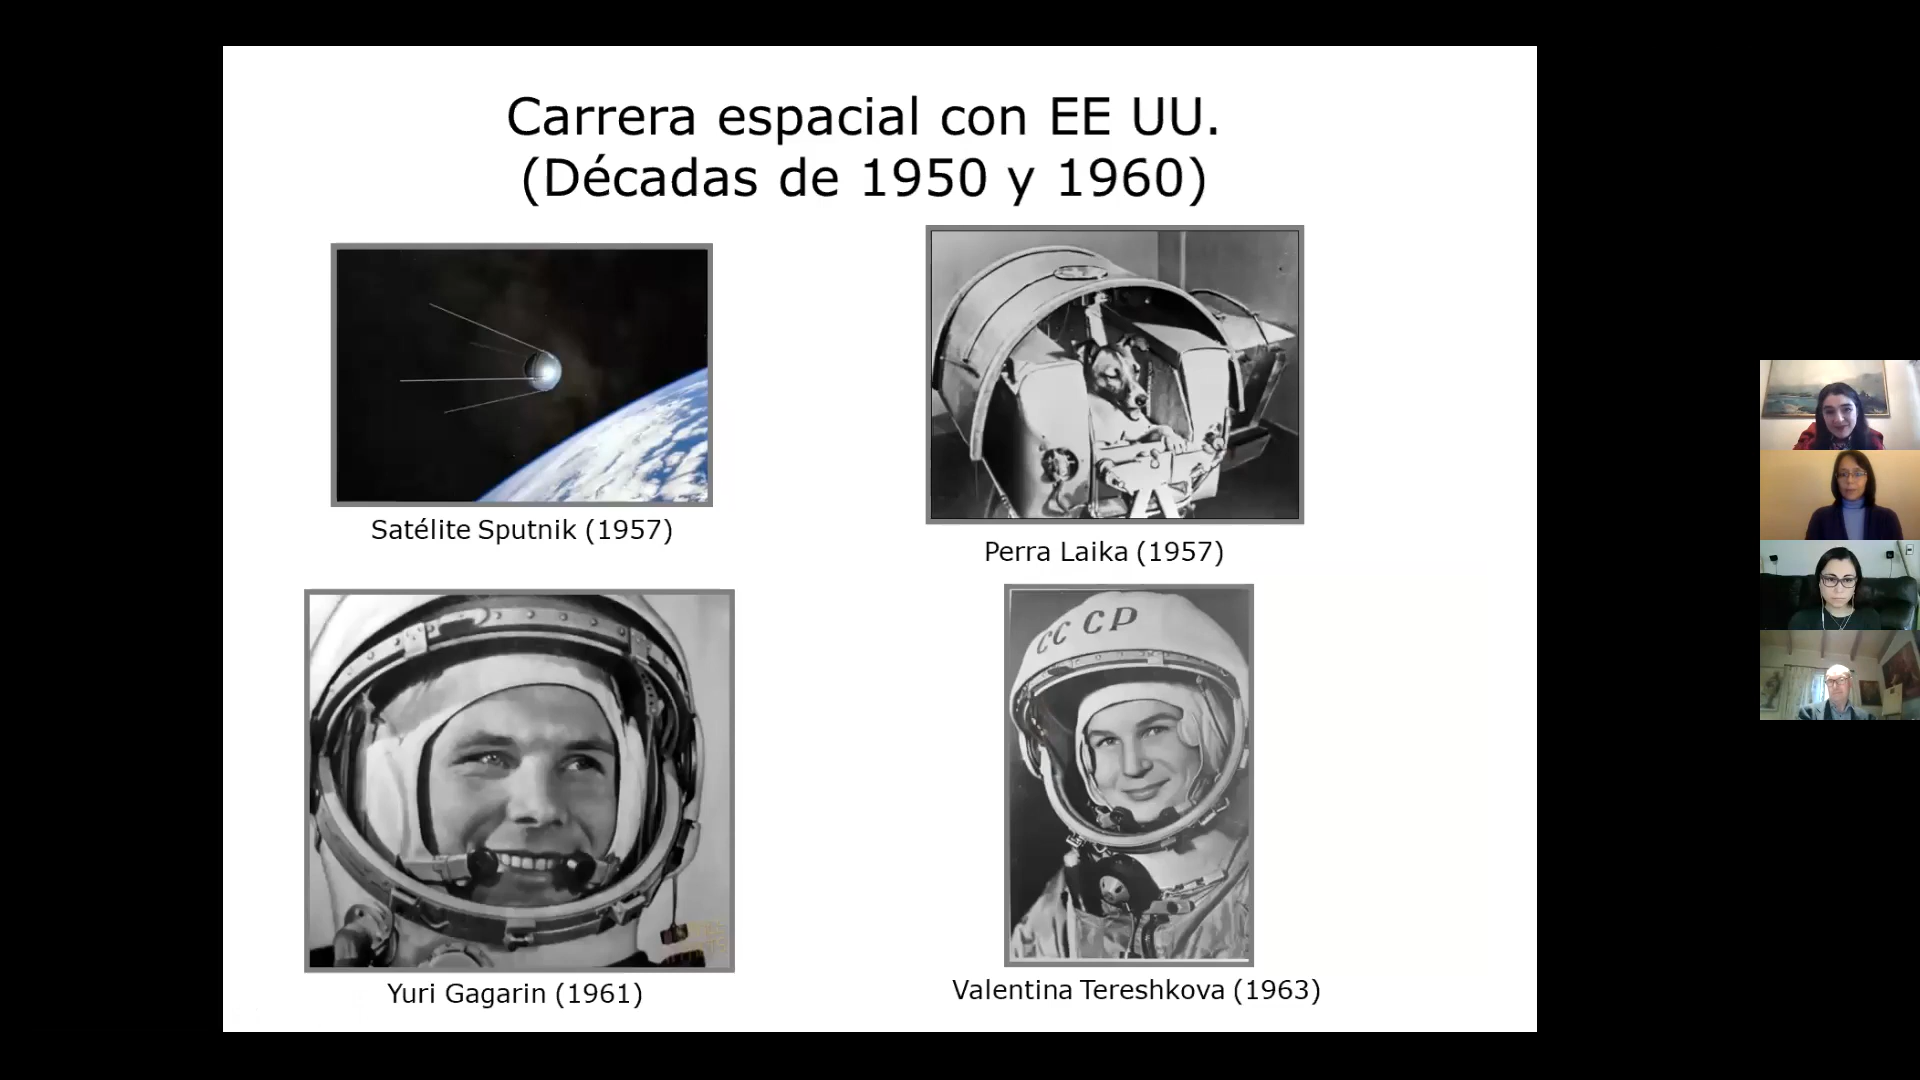 Carrera espacial con EE UU.
(Décadas de 1950 y 1960)
Satélite Sputnik (1957)
Perra Laika (1957)
СССР
Yuri Gagarin (1961)
Valentina Tereshkova (1963)